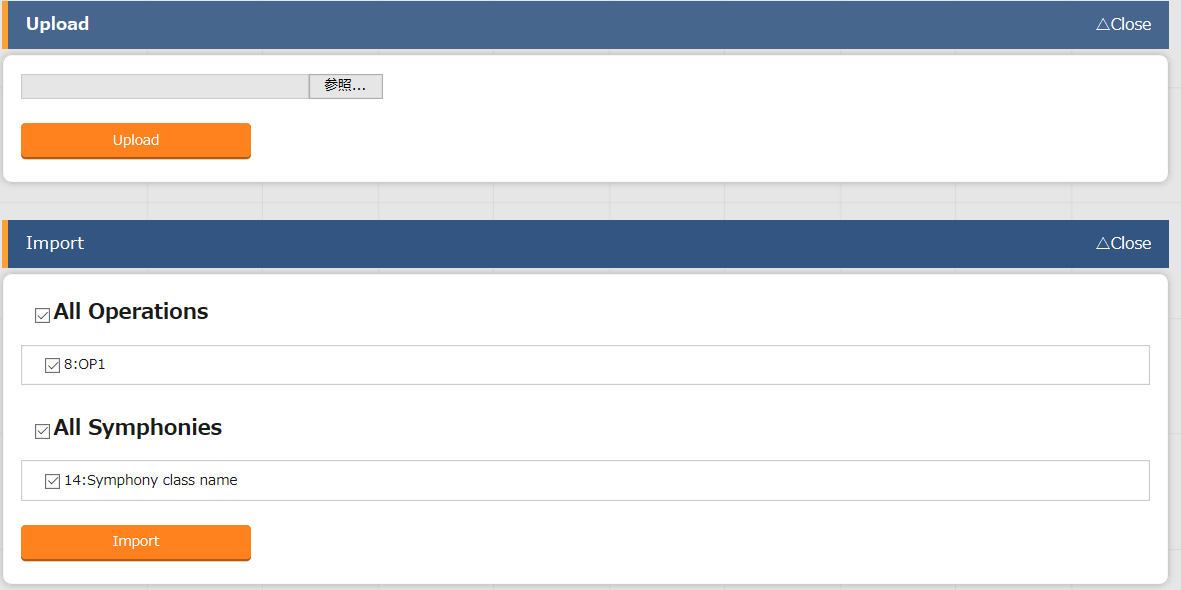 Upload △Close
参照...
Upload
Import △Close
All Operations
8:OP1
All Symphonies
14:Symphony class name
Import